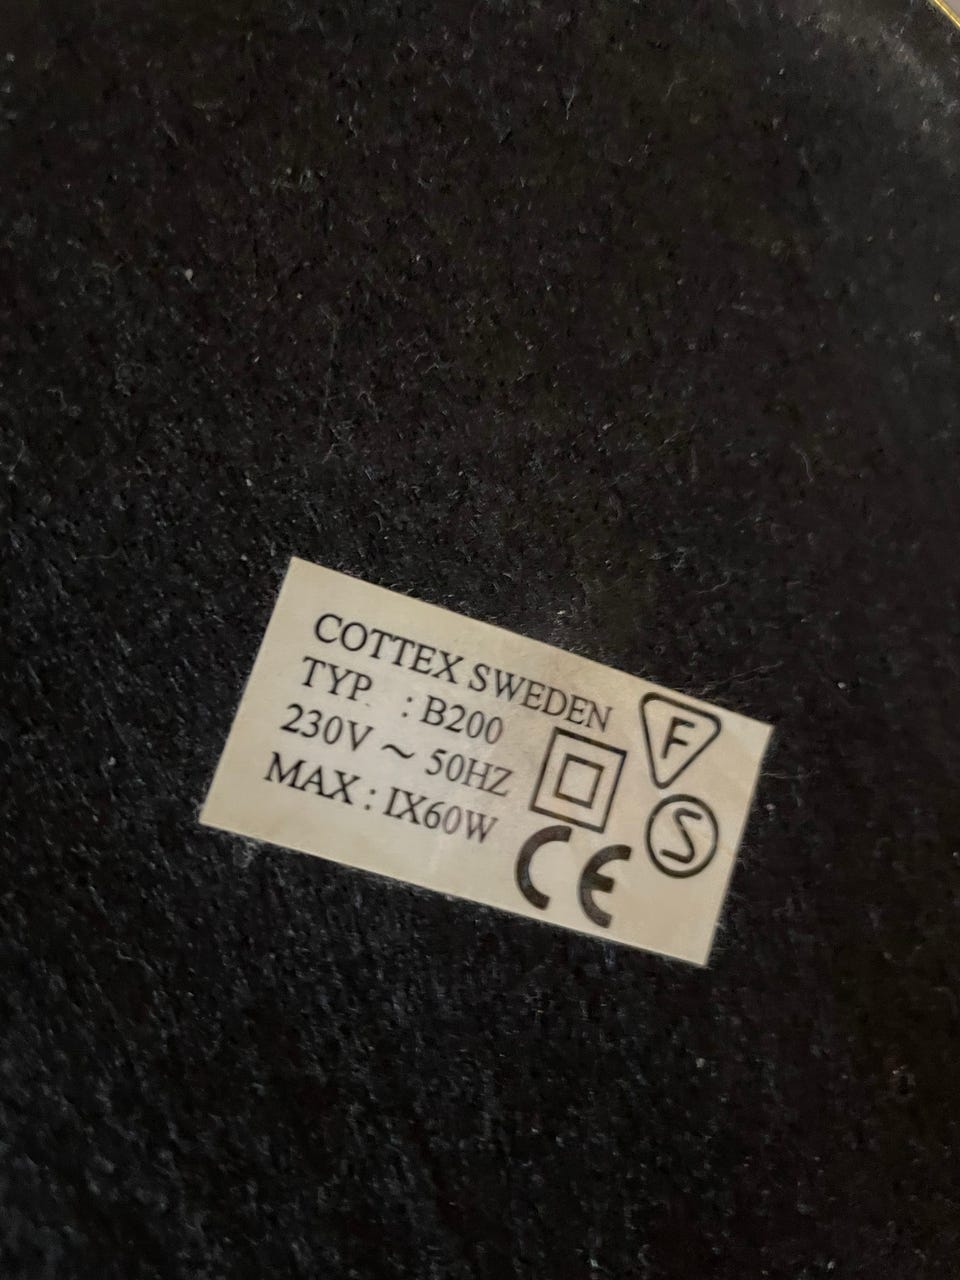 COTTEX SWEDEN
TYP : B200
230V ~ 50HZ
MAX : IX60W
F
S
CE